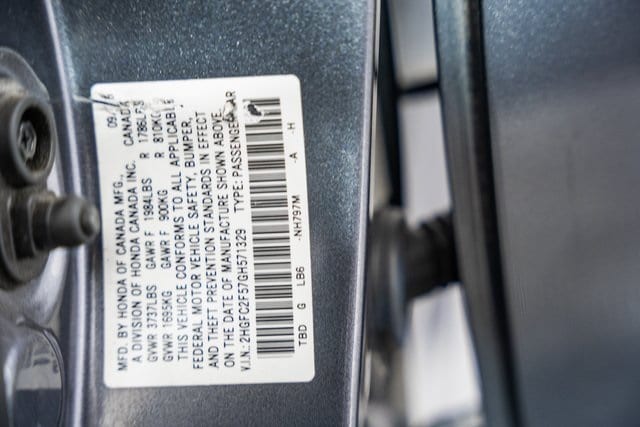 MFD. BY HONDA OF CANADA MFG., 09
A DIVISION OF HONDA CANADA INC. CANADA
GVWR 3737LBS GAWR F 1984LBS R 1786LBS
GVWR 1695KG GAWR F 900KG R 810KG
THIS VEHICLE CONFORMS TO ALL APPLICABLE
FEDERAL MOTOR VEHICLE SAFETY, BUMPER,
AND THEFT PREVENTION STANDARDS IN EFFECT
ON THE DATE OF MANUFACTURE SHOWN ABOVE.
V.I.N.: 2HGFC2F57GH571329 TYPE: PASSENGER
TBD G LB6 -NH797M -A -H